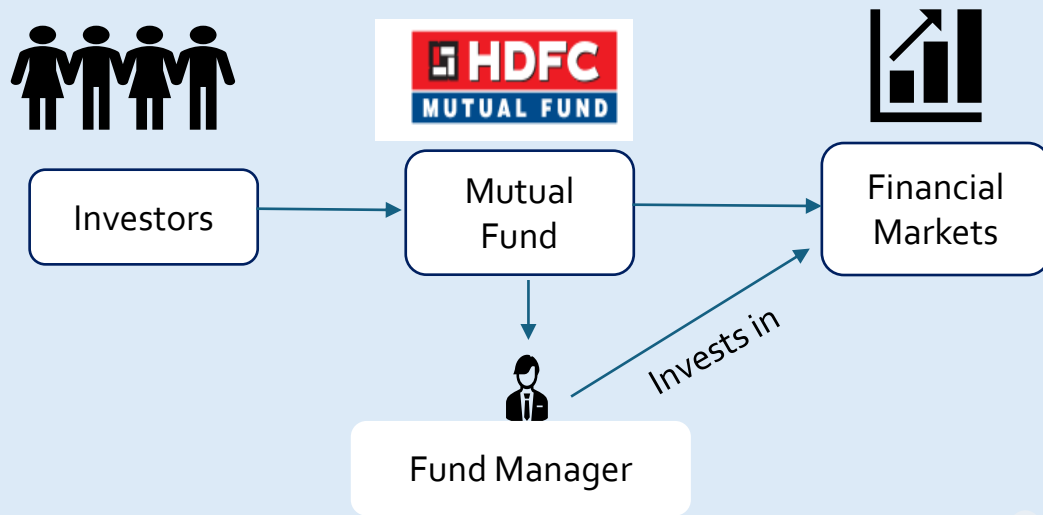 HDFC
MUTUAL FUND
Investors
Mutual
Fund
Financial
Markets
Invests in
Fund Manager